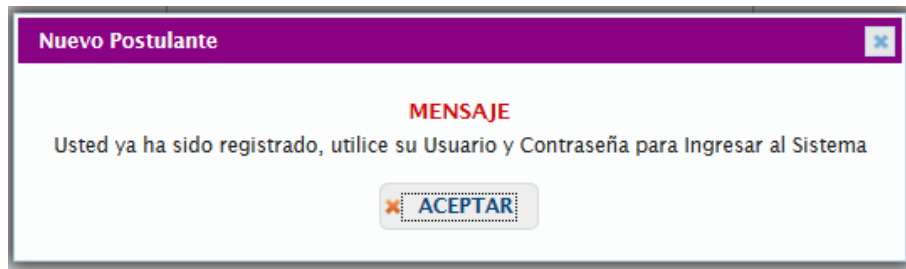 Nuevo Postulante
MENSAJE
Usted ya ha sido registrado, utilice su Usuario y Contraseña para Ingresar al Sistema
ACEPTAR